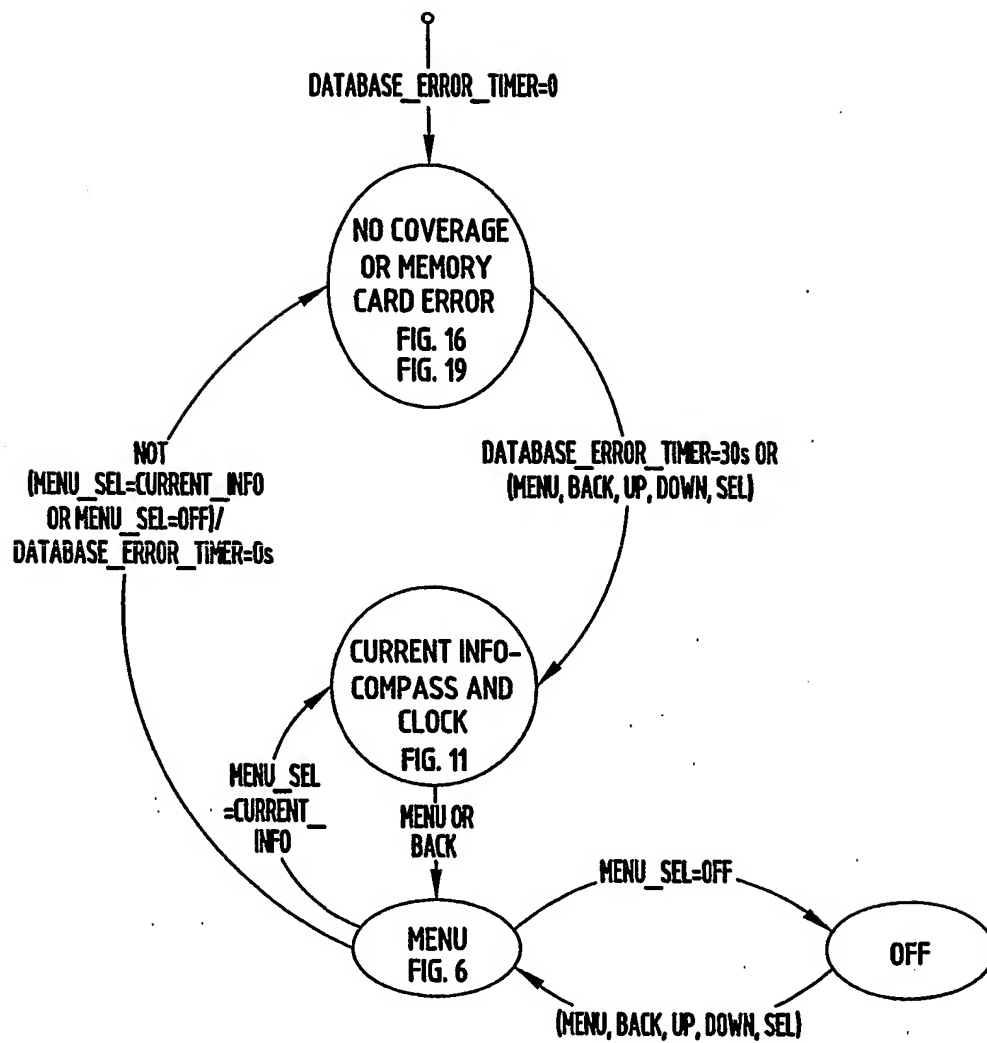 DATABASE_ERROR_TIMER=0
NO COVERAGE
OR MEMORY
CARD ERROR
FIG. 16
FIG. 19
NOT
(MENU_SEL=CURRENT_INFO
OR MENU_SEL=OFF)/
DATABASE_ERROR_TIMER=0s
DATABASE_ERROR_TIMER=30s OR
(MENU, BACK, UP, DOWN, SEL)
CURRENT INFO-
COMPASS AND
CLOCK
FIG. 11
MENU_SEL
=CURRENT_
INFO
MENU OR
BACK
MENU_SEL=OFF
MENU
FIG. 6
OFF
(MENU, BACK, UP, DOWN, SEL)